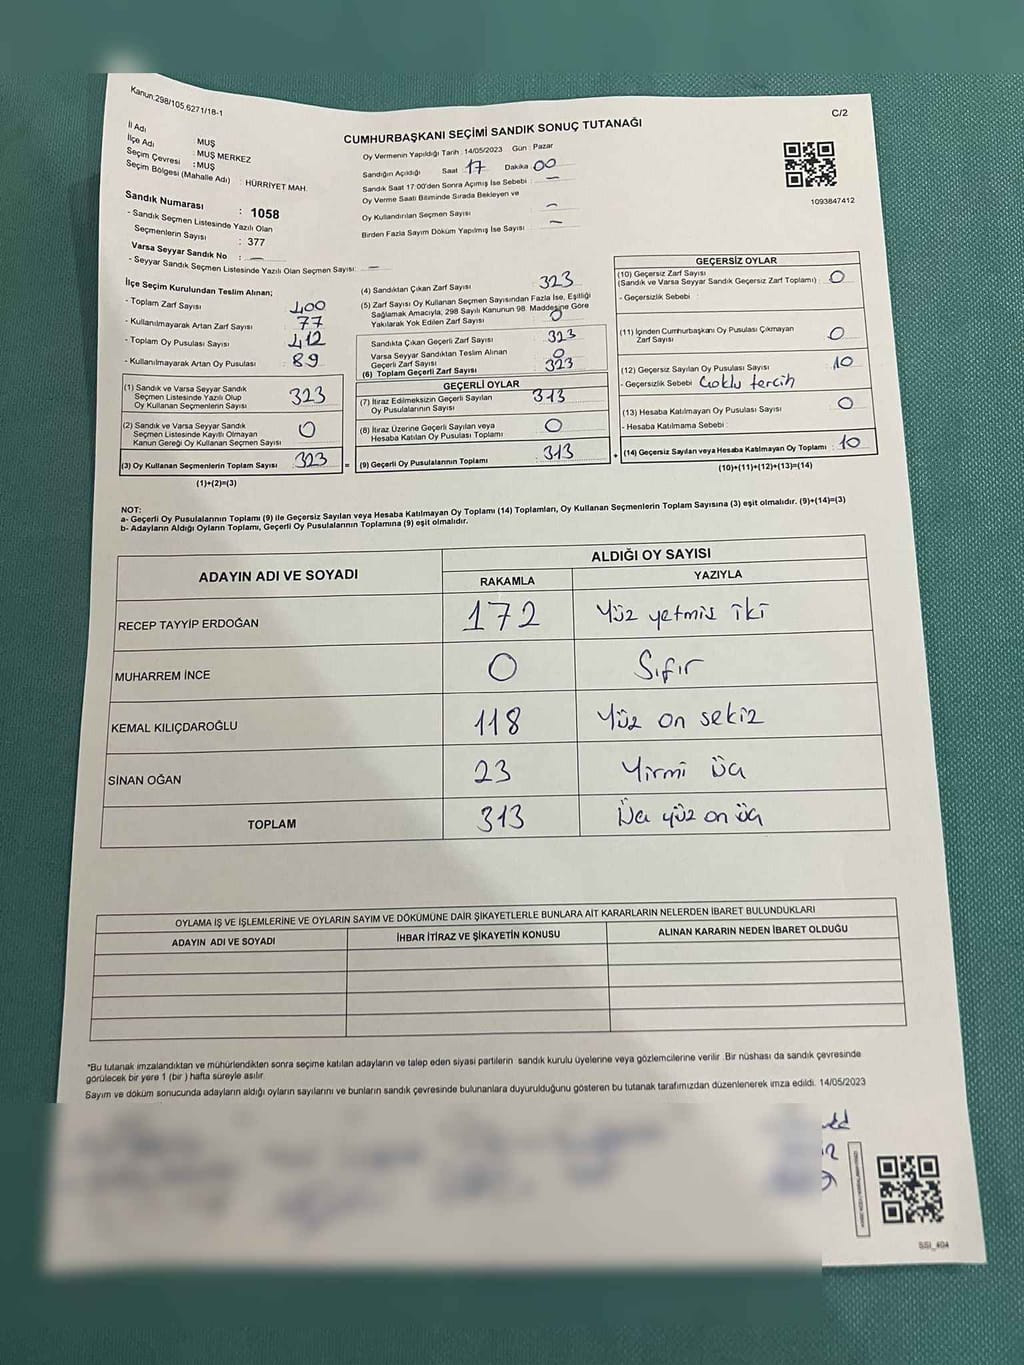 Kanun:298/105,6271/18-1
C/2
CUMHURBAŞKANI SEÇİMİ SANDIK SONUÇ TUTANAĞI
İl Adı : MUŞ
İlçe Adı : MUŞ MERKEZ
Seçim Çevresi : MUŞ
Seçim Bölgesi (Mahalle Adı) : HÜRRİYET MAH.
Sandık Numarası : 1058
- Sandık Seçmen Listesinde Yazılı Olan
Seçmenlerin Sayısı : 377
Varsa Seyyar Sandık No : —
- Seyyar Sandık Seçmen Listesinde Yazılı Olan Seçmen Sayısı: —
Oy Vermenin Yapıldığı Tarih : 14/05/2023 Gün : Pazar
Sandığın Açıldığı Saat : 17 Dakika : 00
Sandık Saat 17:00'den Sonra Açımış İse Sebebi : —
Oy Verme Saati Bitiminde Sırada Bekleyen ve
Oy Kullandırılan Seçmen Sayısı : —
Birden Fazla Sayım Döküm Yapılmış İse Sayısı : —
1093847412
İlçe Seçim Kurulundan Teslim Alınan;
- Toplam Zarf Sayısı : 400
- Kullanılmayarak Artan Zarf Sayısı : 77
- Toplam Oy Pusulası Sayısı : 412
- Kullanılmayarak Artan Oy Pusulası : 89
(1) Sandık ve Varsa Seyyar Sandık
Seçmen Listesinde Yazılı Olup
Oy Kullanan Seçmenlerin Sayısı : 323
(2) Sandık ve Varsa Seyyar Sandık
Seçmen Listesinde Kayıtlı Olmayan
Kanun Gereği Oy Kullanan Seçmen Sayısı : 0
(3) Oy Kullanan Seçmenlerin Toplam Sayısı : 323 =
(1)+(2)=(3)
(4) Sandıktan Çıkan Zarf Sayısı : 323
(5) Zarf Sayısı Oy Kullanan Seçmen Sayısından Fazla İse, Eşitliği
Sağlamak Amacıyla, 298 Sayılı Kanunun 98. Maddesine Göre
Yakılarak Yok Edilen Zarf Sayısı : 0
Sandıkta Çıkan Geçerli Zarf Sayısı : 323
Varsa Seyyar Sandıktan Teslim Alınan
Geçerli Zarf Sayısı : 0
(6) Toplam Geçerli Zarf Sayısı : 323
GEÇERLİ OYLAR
(7) İtiraz Edilmeksizin Geçerli Sayılan
Oy Pusulalarının Sayısı : 313
(8) İtiraz Üzerine Geçerli Sayılan veya
Hesaba Katılan Oy Pusulası Toplamı : 0
(9) Geçerli Oy Pusulalarının Toplamı : 313 +
GEÇERSİZ OYLAR
(10) Geçersiz Zarf Sayısı
(Sandık ve Varsa Seyyar Sandık Geçersiz Zarf Toplamı) : 0
- Geçersizlik Sebebi :
(11) İçinden Cumhurbaşkanı Oy Pusulası Çıkmayan
Zarf Sayısı : 0
(12) Geçersiz Sayılan Oy Pusulası Sayısı : 10
- Geçersizlik Sebebi : Çoklu tercih
(13) Hesaba Katılmayan Oy Pusulası Sayısı : 0
- Hesaba Katılmama Sebebi :
(14) Geçersiz Sayılan veya Hesaba Katılmayan Oy Toplamı : 10
(10)+(11)+(12)+(13)=(14)
NOT:
a- Geçerli Oy Pusulalarının Toplamı (9) ile Geçersiz Sayılan veya Hesaba Katılmayan Oy Toplamı (14) Toplamları, Oy Kullanan Seçmenlerin Toplam Sayısına (3) eşit olmalıdır. (9)+(14)=(3)
b- Adayların Aldığı Oyların Toplamı, Geçerli Oy Pusulalarının Toplamına (9) eşit olmalıdır.
ADAYIN ADI VE SOYADI
ALDIĞI OY SAYISI
RAKAMLA YAZIYLA
RECEP TAYYİP ERDOĞAN 172 Yüz yetmiş iki
MUHARREM İNCE 0 Sıfır
KEMAL KILIÇDAROĞLU 118 Yüz on sekiz
SİNAN OĞAN 23 Yirmi üç
TOPLAM 313 Üç yüz on üç
OYLAMA İŞ VE İŞLEMLERİNE VE OYLARIN SAYIM VE DÖKÜMÜNE DAİR ŞİKAYETLERLE BUNLARA AİT KARARLARIN NELERDEN İBARET BULUNDUKLARI
ADAYIN ADI VE SOYADI İHBAR İTİRAZ VE ŞİKAYETİN KONUSU ALINAN KARARIN NEDEN İBARET OLDUĞU
*Bu tutanak imzalandıktan ve mühürlendikten sonra seçime katılan adayların ve talep eden siyasi partilerin sandık kurulu üyelerine veya gözlemcilerine verilir. Bir nüshası da sandık çevresinde
görülecek bir yere 1 (bir) hafta süreyle asılır.
Sayım ve döküm sonucunda adayların aldığı oyların sayılarını ve bunların sandık çevresinde bulunanlara duyurulduğunu gösteren bu tutanak tarafımızdan düzenlenerek imza edildi. 14/05/2023
SSI_404